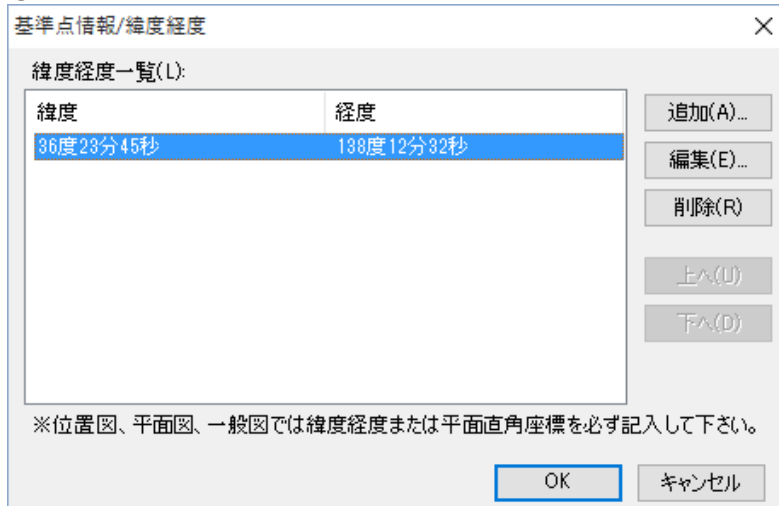 基準点情報/緯度経度
緯度経度一覧(L):
緯度 経度 追加(A)...
36度23分45秒 138度12分32秒 編集(E)...
削除(R)
上へ(U)
下へ(D)
※位置図、平面図、一般図では緯度経度または平面直角座標を必ず記入して下さい。
OK キャンセル